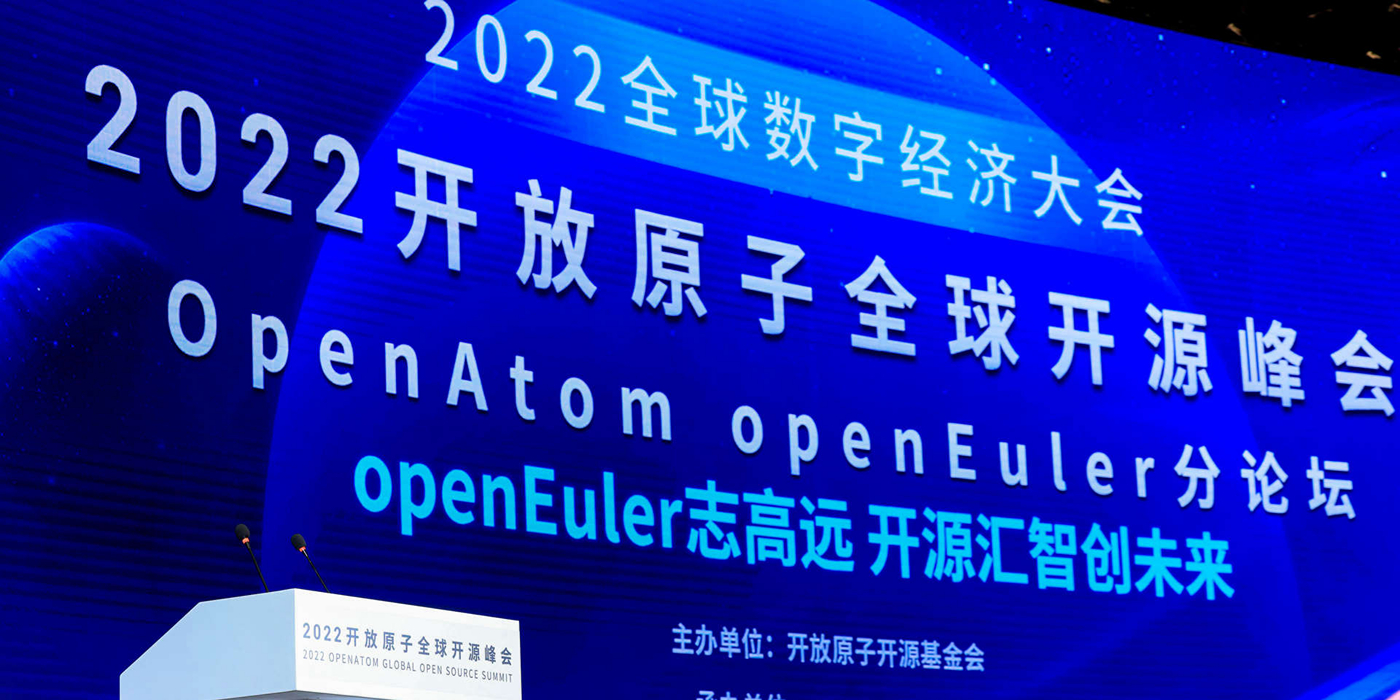 2022全球数字经济大会
2022开放原子全球开源峰会
OpenAtom openEuler分论坛
openEuler志高远 开源汇智创未来
主办单位：开放原子开源基金会
承办单位
2022开放原子全球开源峰会
2022 OPENATOM GLOBAL OPEN SOURCE SUMMIT